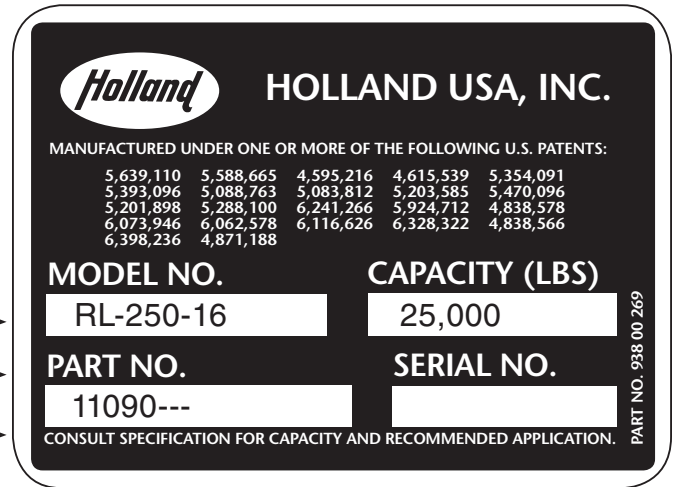 Holland
HOLLAND USA, INC.
MANUFACTURED UNDER ONE OR MORE OF THE FOLLOWING U.S. PATENTS:
5,639,110 5,588,665 4,595,216 4,615,539 5,354,091
5,393,096 5,088,763 5,083,812 5,203,585 5,470,096
5,201,898 5,288,100 6,241,266 5,924,712 4,838,578
6,073,946 6,062,578 6,116,626 6,328,322 4,838,566
6,398,236 4,871,188
MODEL NO. CAPACITY (LBS)
RL-250-16 25,000
PART NO. SERIAL NO.
11090---
CONSULT SPECIFICATION FOR CAPACITY AND RECOMMENDED APPLICATION.
PART NO. 938 00 269